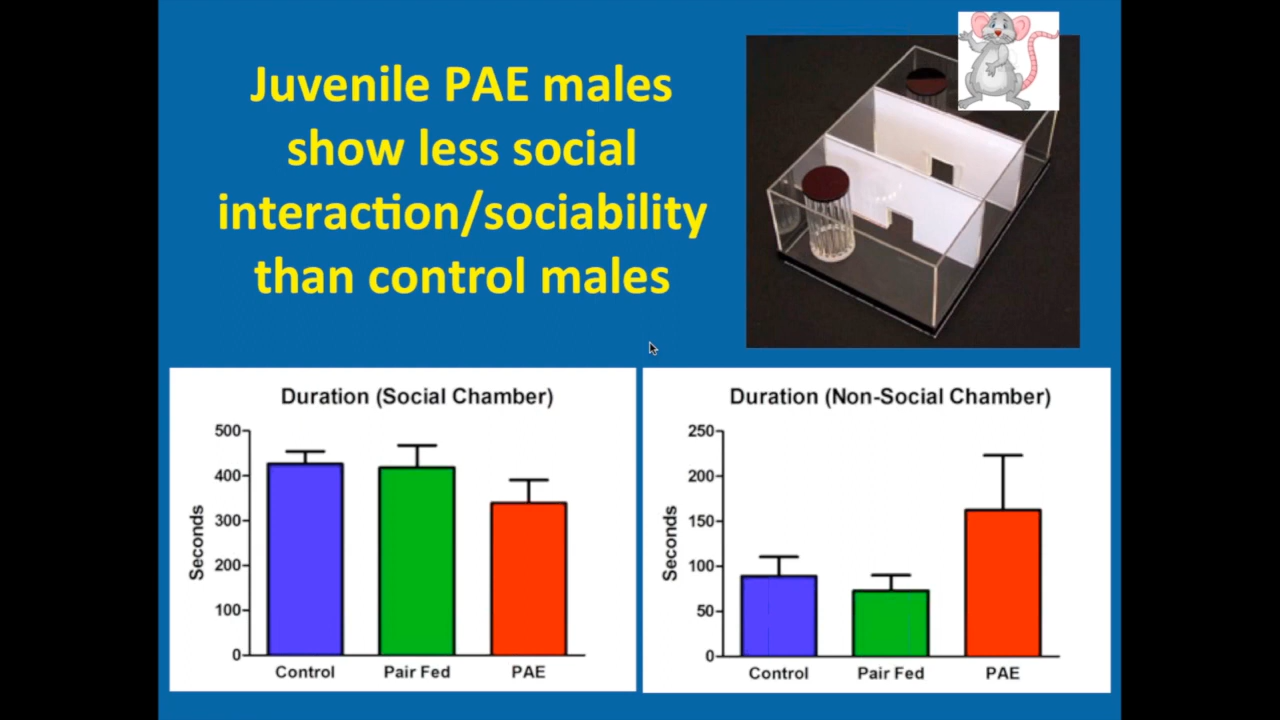 Juvenile PAE males
show less social
interaction/sociability
than control males
Duration (Social Chamber)
500
400
300
200
100
0
Seconds
Control Pair Fed PAE
Duration (Non-Social Chamber)
250
200
150
100
50
0
Seconds
Control Pair Fed PAE